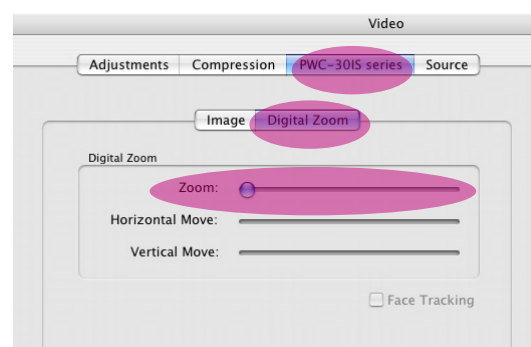 Video
Adjustments Compression PWC-30IS series Source
Image Digital Zoom
Digital Zoom
Zoom:
Horizontal Move:
Vertical Move:
Face Tracking